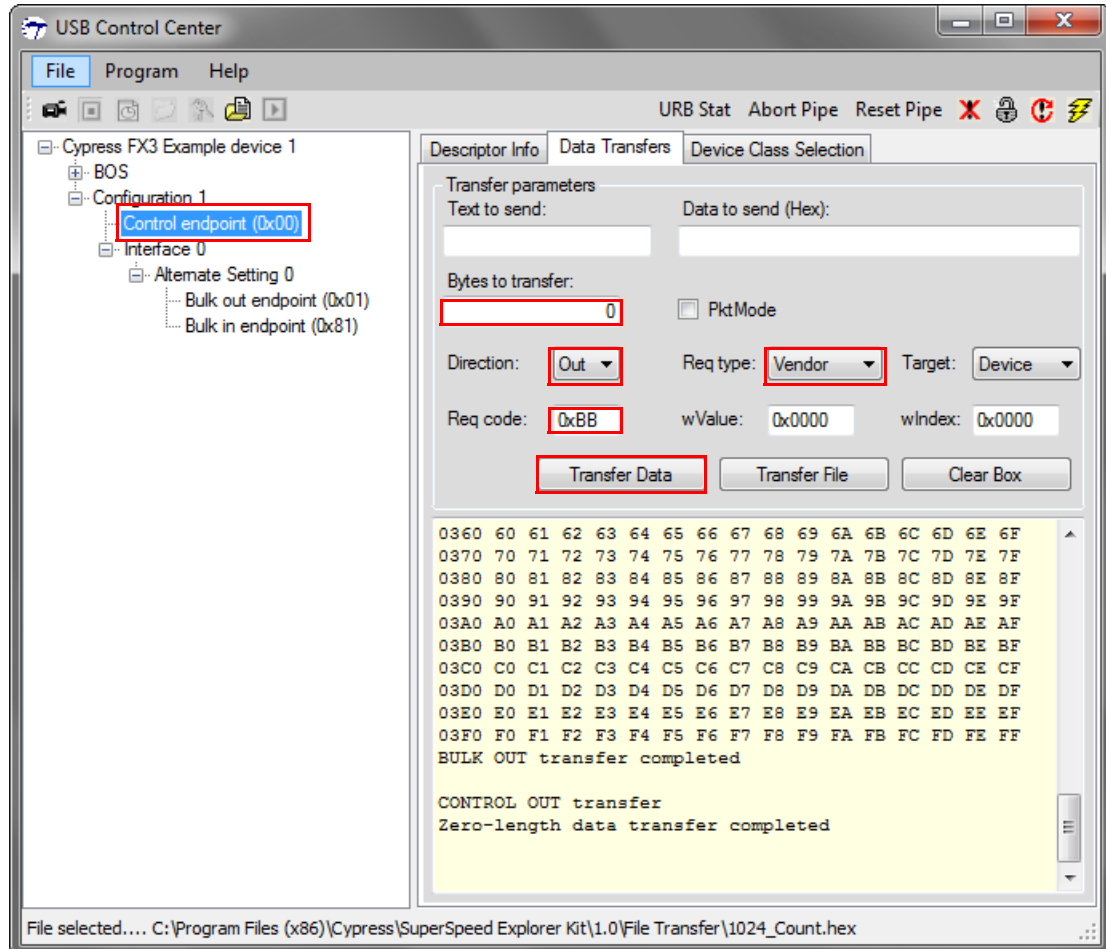 USB Control Center
File Program Help
URB Stat Abort Pipe Reset Pipe
Cypress FX3 Example device 1
BOS
Configuration 1
Control endpoint (0x00)
Interface 0
Alternate Setting 0
Bulk out endpoint (0x01)
Bulk in endpoint (0x81)
Descriptor Info Data Transfers Device Class Selection
Transfer parameters
Text to send: Data to send (Hex):
Bytes to transfer:
0 PktMode
Direction: Out Req type: Vendor Target: Device
Req code: 0xBB wValue: 0x0000 wIndex: 0x0000
Transfer Data Transfer File Clear Box
0360 60 61 62 63 64 65 66 67 68 69 6A 6B 6C 6D 6E 6F
0370 70 71 72 73 74 75 76 77 78 79 7A 7B 7C 7D 7E 7F
0380 80 81 82 83 84 85 86 87 88 89 8A 8B 8C 8D 8E 8F
0390 90 91 92 93 94 95 96 97 98 99 9A 9B 9C 9D 9E 9F
03A0 A0 A1 A2 A3 A4 A5 A6 A7 A8 A9 AA AB AC AD AE AF
03B0 B0 B1 B2 B3 B4 B5 B6 B7 B8 B9 BA BB BC BD BE BF
03C0 C0 C1 C2 C3 C4 C5 C6 C7 C8 C9 CA CB CC CD CE CF
03D0 D0 D1 D2 D3 D4 D5 D6 D7 D8 D9 DA DB DC DD DE DF
03E0 E0 E1 E2 E3 E4 E5 E6 E7 E8 E9 EA EB EC ED EE EF
03F0 F0 F1 F2 F3 F4 F5 F6 F7 F8 F9 FA FB FC FD FE FF
BULK OUT transfer completed
CONTROL OUT transfer
Zero-length data transfer completed
File selected.... C:\Program Files (x86)\Cypress\SuperSpeed Explorer Kit\1.0\File Transfer\1024_Count.hex